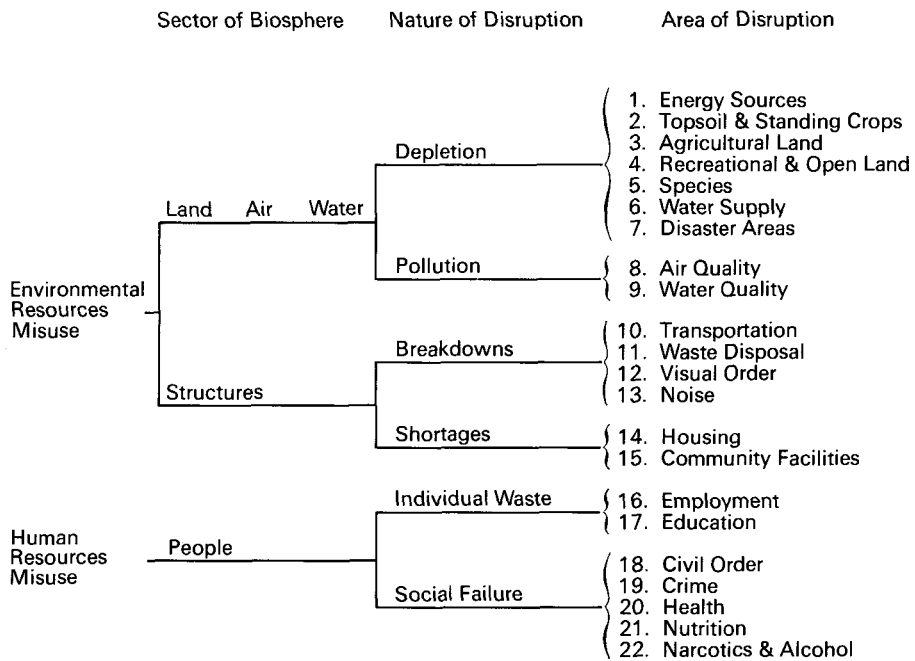 Sector of Biosphere Nature of Disruption Area of Disruption
1. Energy Sources
2. Topsoil & Standing Crops
Depletion 3. Agricultural Land
4. Recreational & Open Land
5. Species
Land Air Water 6. Water Supply
7. Disaster Areas
Pollution 8. Air Quality
9. Water Quality
Environmental
Resources
Misuse
10. Transportation
Breakdowns 11. Waste Disposal
12. Visual Order
Structures 13. Noise
Shortages 14. Housing
15. Community Facilities
Individual Waste 16. Employment
17. Education
Human
Resources
Misuse
People
18. Civil Order
19. Crime
Social Failure 20. Health
21. Nutrition
22. Narcotics & Alcohol